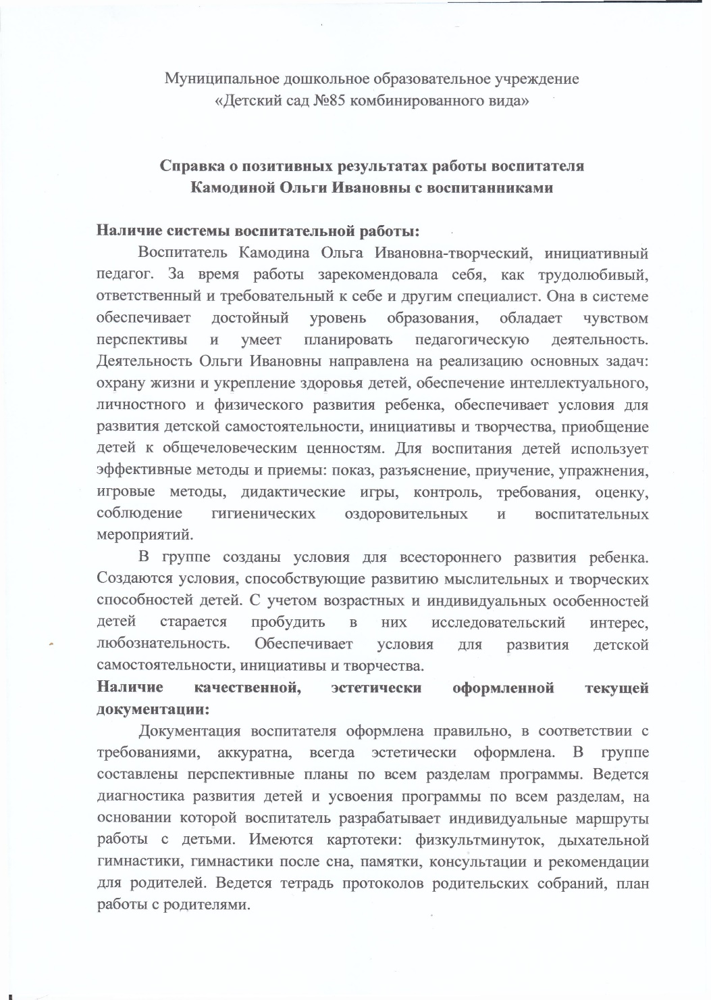 Муниципальное дошкольное образовательное учреждение
«Детский сад №85 комбинированного вида»
Справка о позитивных результатах работы воспитателя
Камодиной Ольги Ивановны с воспитанниками
Наличие системы воспитательной работы:
Воспитатель Камодина Ольга Ивановна-творческий, инициативный
педагог. За время работы зарекомендовала себя, как трудолюбивый,
ответственный и требовательный к себе и другим специалист. Она в системе
обеспечивает достойный уровень образования, обладает чувством
перспективы и умеет планировать педагогическую деятельность.
Деятельность Ольги Ивановны направлена на реализацию основных задач:
охрану жизни и укрепление здоровья детей, обеспечение интеллектуального,
личностного и физического развития ребенка, обеспечивает условия для
развития детской самостоятельности, инициативы и творчества, приобщение
детей к общечеловеческим ценностям. Для воспитания детей использует
эффективные методы и приемы: показ, разъяснение, приучение, упражнения,
игровые методы, дидактические игры, контроль, требования, оценку,
соблюдение гигиенических оздоровительных и воспитательных
мероприятий.
В группе созданы условия для всестороннего развития ребенка.
Создаются условия, способствующие развитию мыслительных и творческих
способностей детей. С учетом возрастных и индивидуальных особенностей
детей старается пробудить в них исследовательский интерес,
любознательность. Обеспечивает условия для развития детской
самостоятельности, инициативы и творчества.
Наличие качественной, эстетически оформленной текущей
документации:
Документация воспитателя оформлена правильно, в соответствии с
требованиями, аккуратна, всегда эстетически оформлена. В группе
составлены перспективные планы по всем разделам программы. Ведется
диагностика развития детей и усвоения программы по всем разделам, на
основании которой воспитатель разрабатывает индивидуальные маршруты
работы с детьми. Имеются картотеки: физкультминуток, дыхательной
гимнастики, гимнастики после сна, памятки, консультации и рекомендации
для родителей. Ведется тетрадь протоколов родительских собраний, план
работы с родителями.